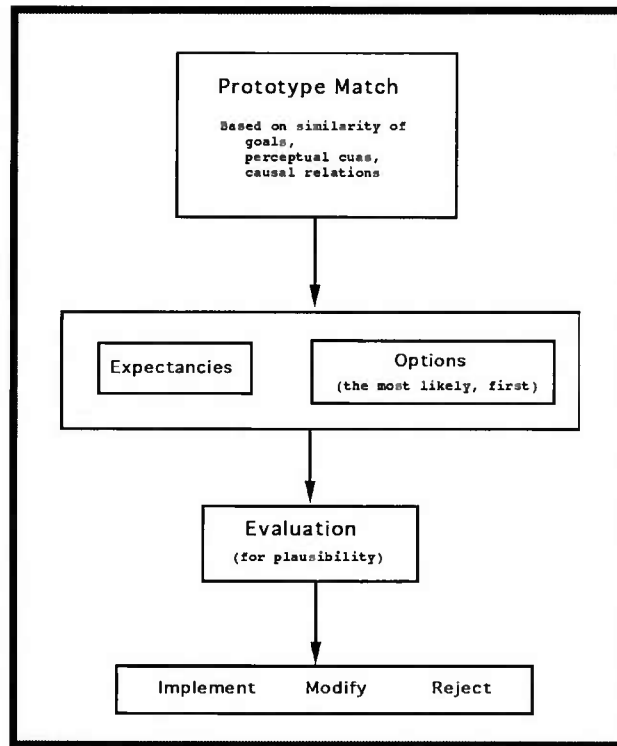 Prototype Match
Based on similarity of
goals,
perceptual cuas,
causal relations
Expectancies
Options
(the most likely, first)
Evaluation
(for plausibility)
Implement Modify Reject